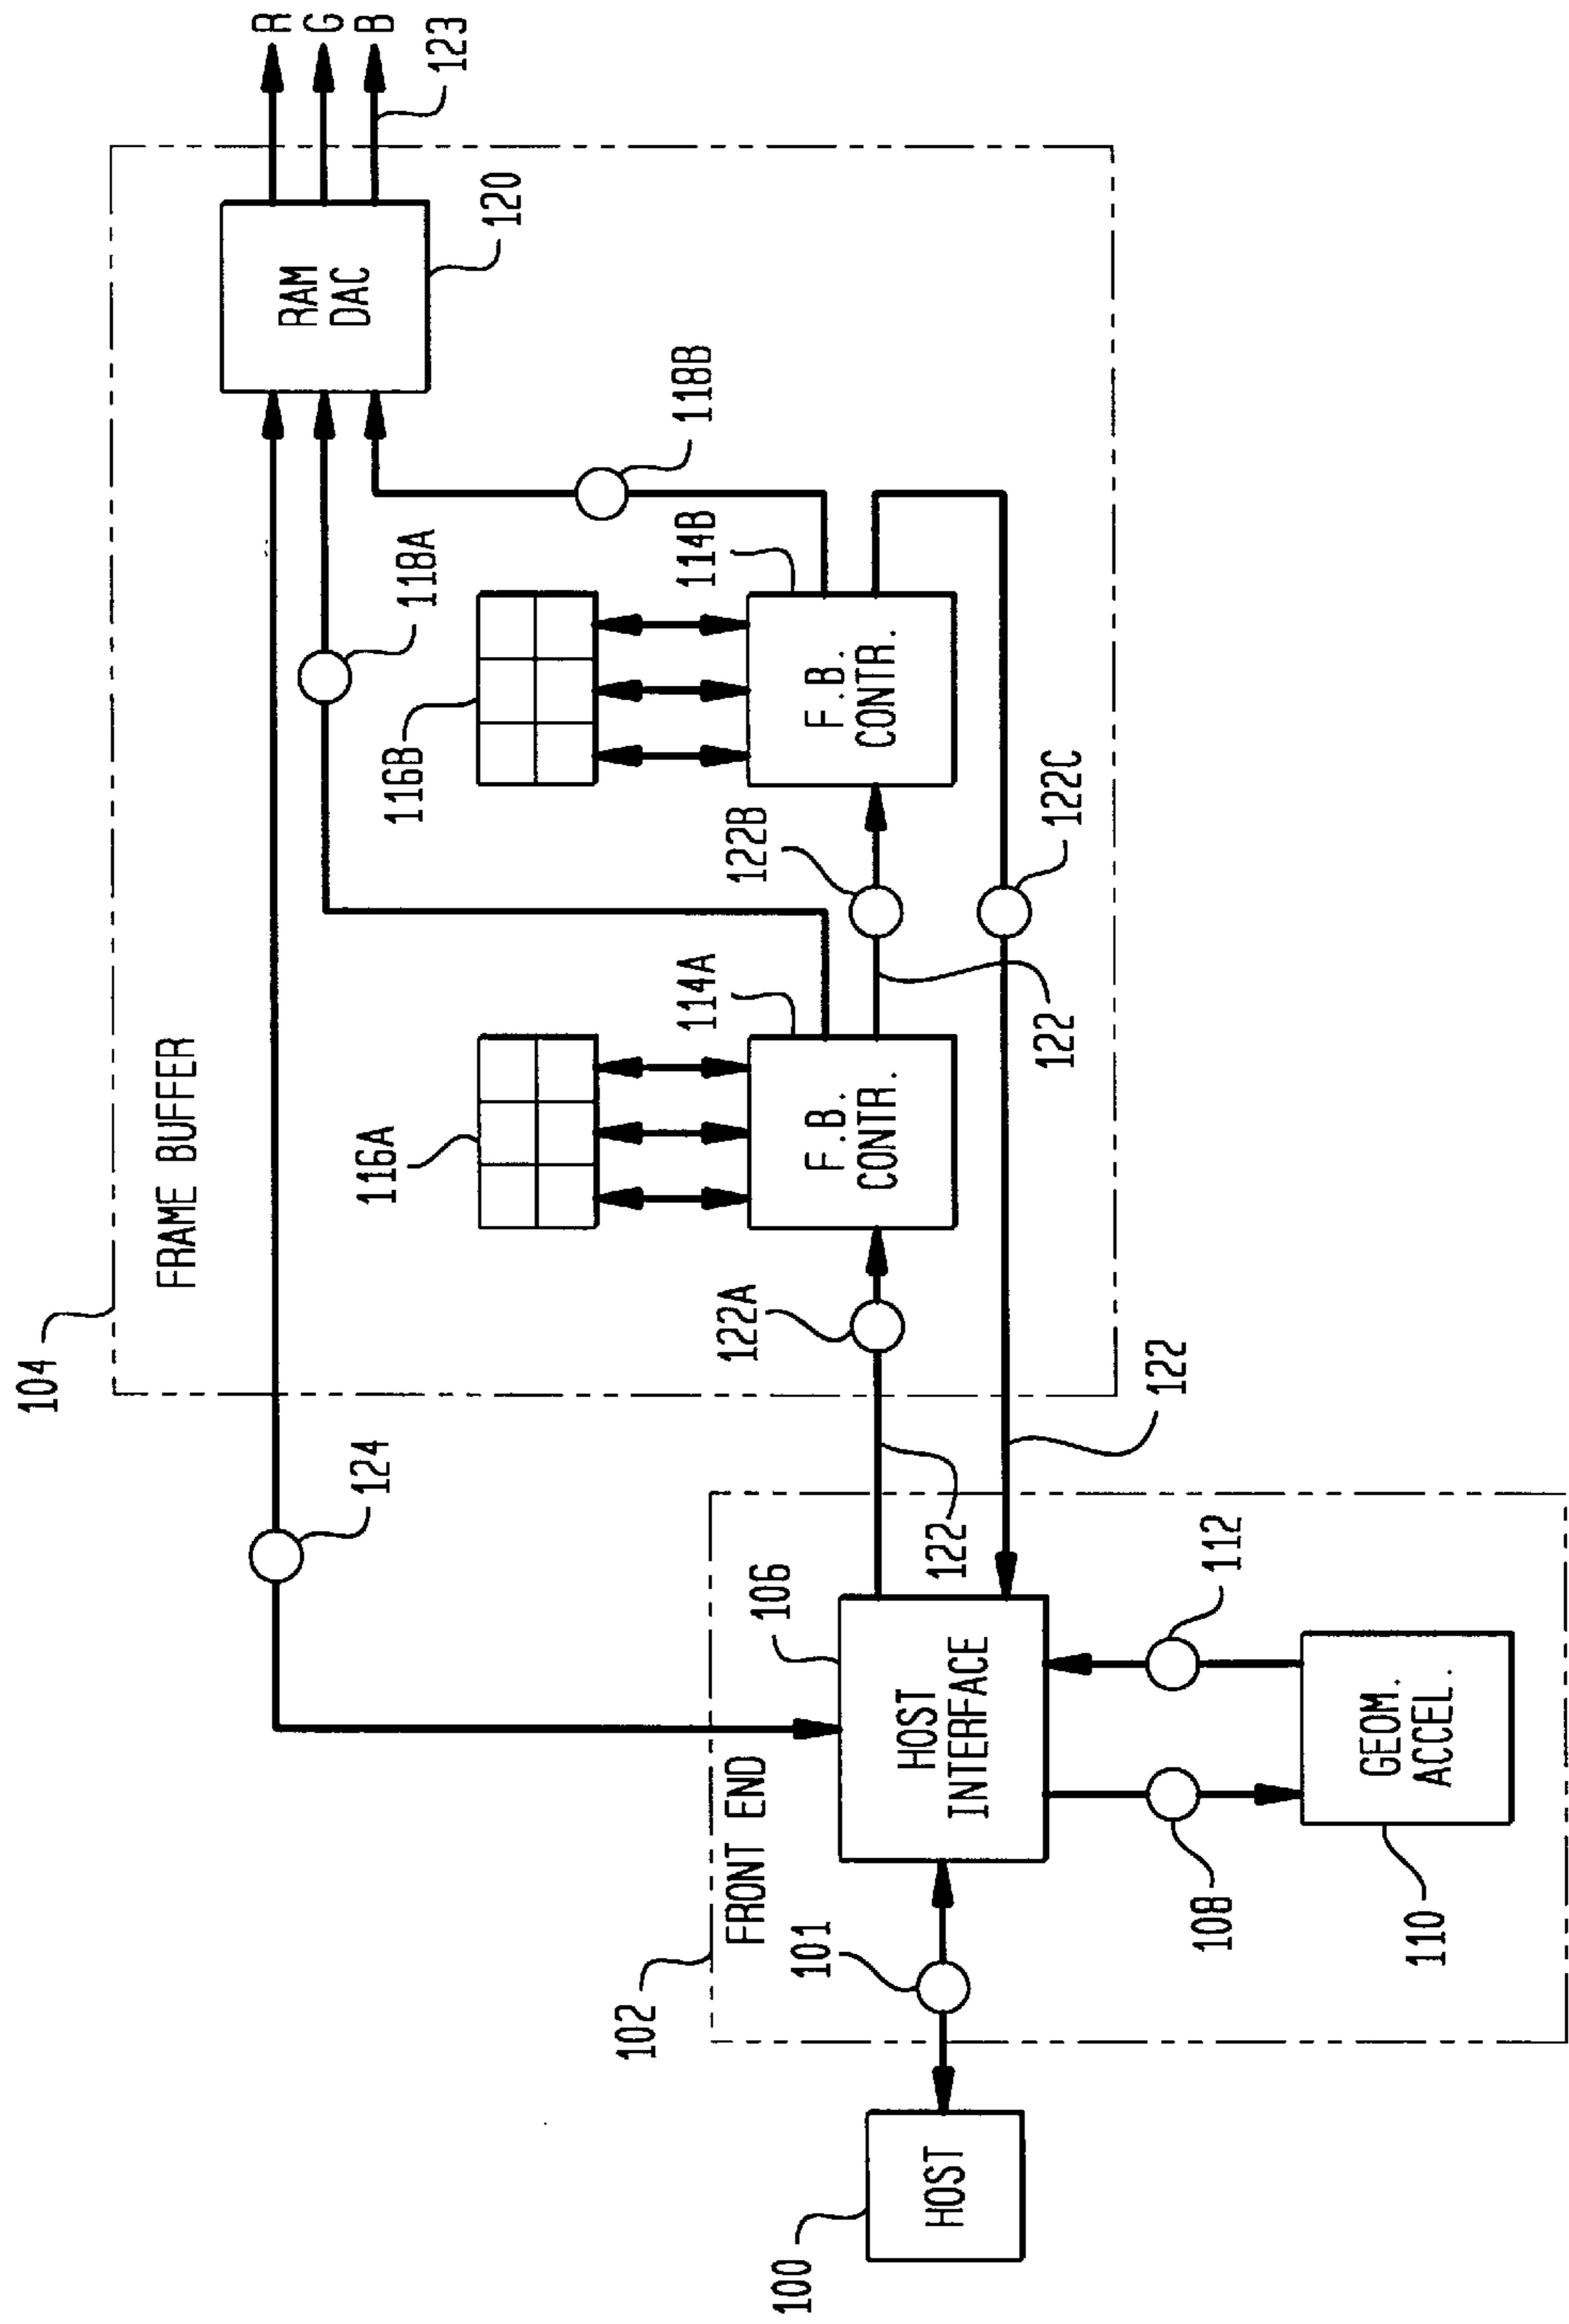 104
FRAME BUFFER
R
G
B
123
RAM
DAC
120
124
118A
118B
116A
116B
114A
114B
F.B.
CONTR.
F.B.
CONTR.
122A
122B
122
122C
122
122
102
FRONT END
106
HOST
INTERFACE
101
100
HOST
108
112
110
GEOM.
ACCEL.